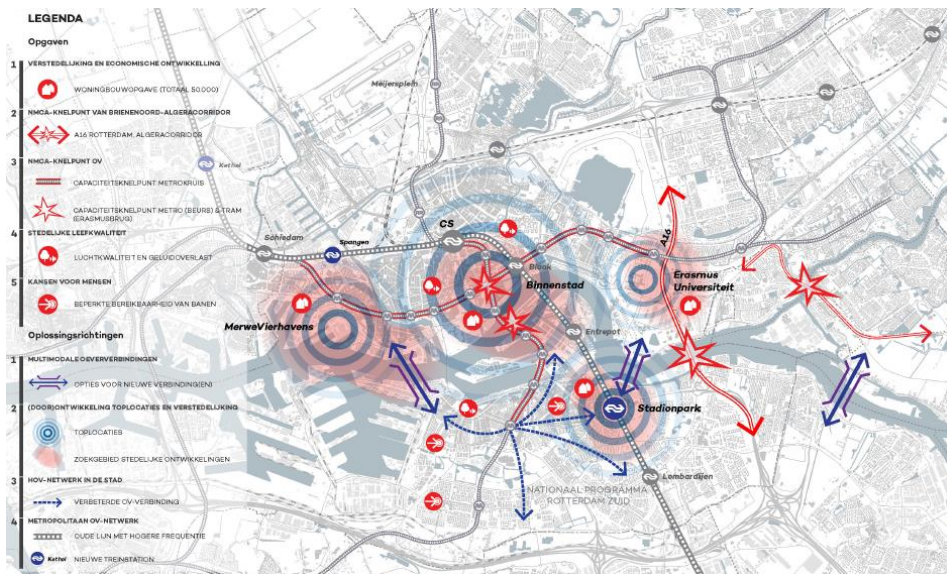 LEGENDA
Opgaven
1 VERSTEDELIJKING EN ECONOMISCHE ONTWIKKELING
WONINGBOUWOPGAVE (TOTAAL 50.000)
2 NMCA-KNELPUNT VAN BRIENENOORD-ALGERACORRIDOR
A16 ROTTERDAM, ALGERACORRIDOR
3 NMCA-KNELPUNT OV
CAPACITEITSKNELPUNT METROKRUIS
CAPACITEITSKNELPUNT METRO (BEURS) & TRAM
(ERASMUSBRUG)
4 STEDELIJKE LEEFKWALITEIT
LUCHTKWALITEIT EN GELUIDOVERLAST
5 KANSEN VOOR MENSEN
BEPERKTE BEREIKBAARHEID VAN BANEN
Oplossingsrichtingen
1 MULTIMODALE OEVERVERBINDINGEN
OPTIES VOOR NIEUWE VERBINDING(EN)
2 (DOOR)ONTWIKKELING TOPLOCATIES EN VERSTEDELIJKING
TOPLOCATIES
ZOEKGEBIED STEDELIJKE ONTWIKKELINGEN
3 HOV-NETWERK IN DE STAD
VERBETERDE OV-VERBINDING
4 METROPOLITAAN OV-NETWERK
OUDE LIJN MET HOGERE FREQUENTIE
Kethel NIEUWE TREINSTATION
Meijersplein
Kethel
CS
Schiedam
Spangen
A16
Blaak
Binnenstad
Erasmus
Universiteit
MerweVierhavens
Entrepot
Stadionpark
Lombardijen
NATIONAAL PROGRAMMA
ROTTERDAM ZUID